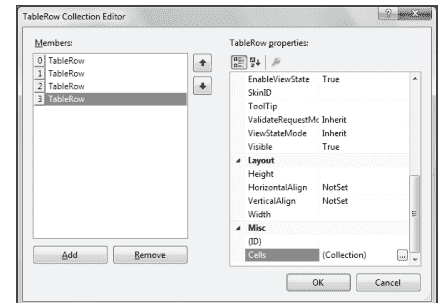 TableRow Collection Editor
Members:
0 TableRow
1 TableRow
2 TableRow
3 TableRow
Add
Remove
TableRow properties:
EnableViewState True
SkinID
ToolTip
ValidateRequestMc Inherit
ViewStateMode Inherit
Visible True
Layout
Height
HorizontalAlign NotSet
VerticalAlign NotSet
Width
Misc
(ID)
Cells (Collection) ...
OK
Cancel